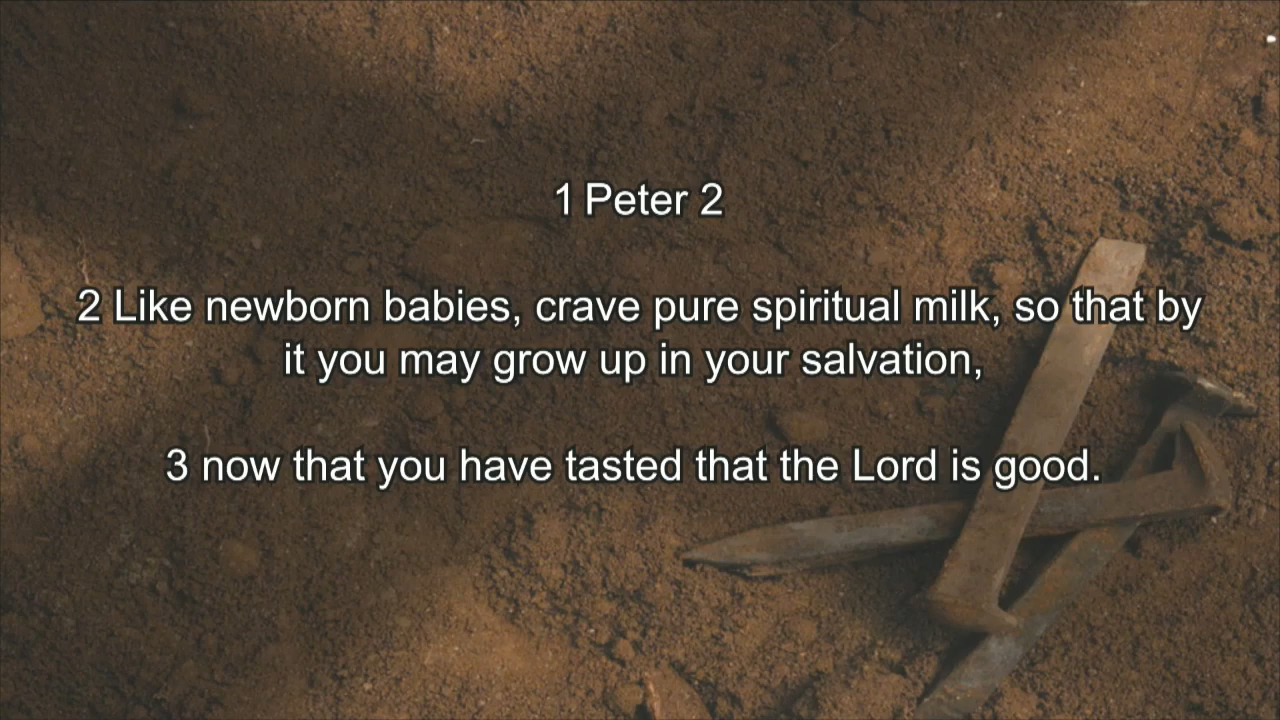 1 Peter 2
2 Like newborn babies, crave pure spiritual milk, so that by
it you may grow up in your salvation,
3 now that you have tasted that the Lord is good.